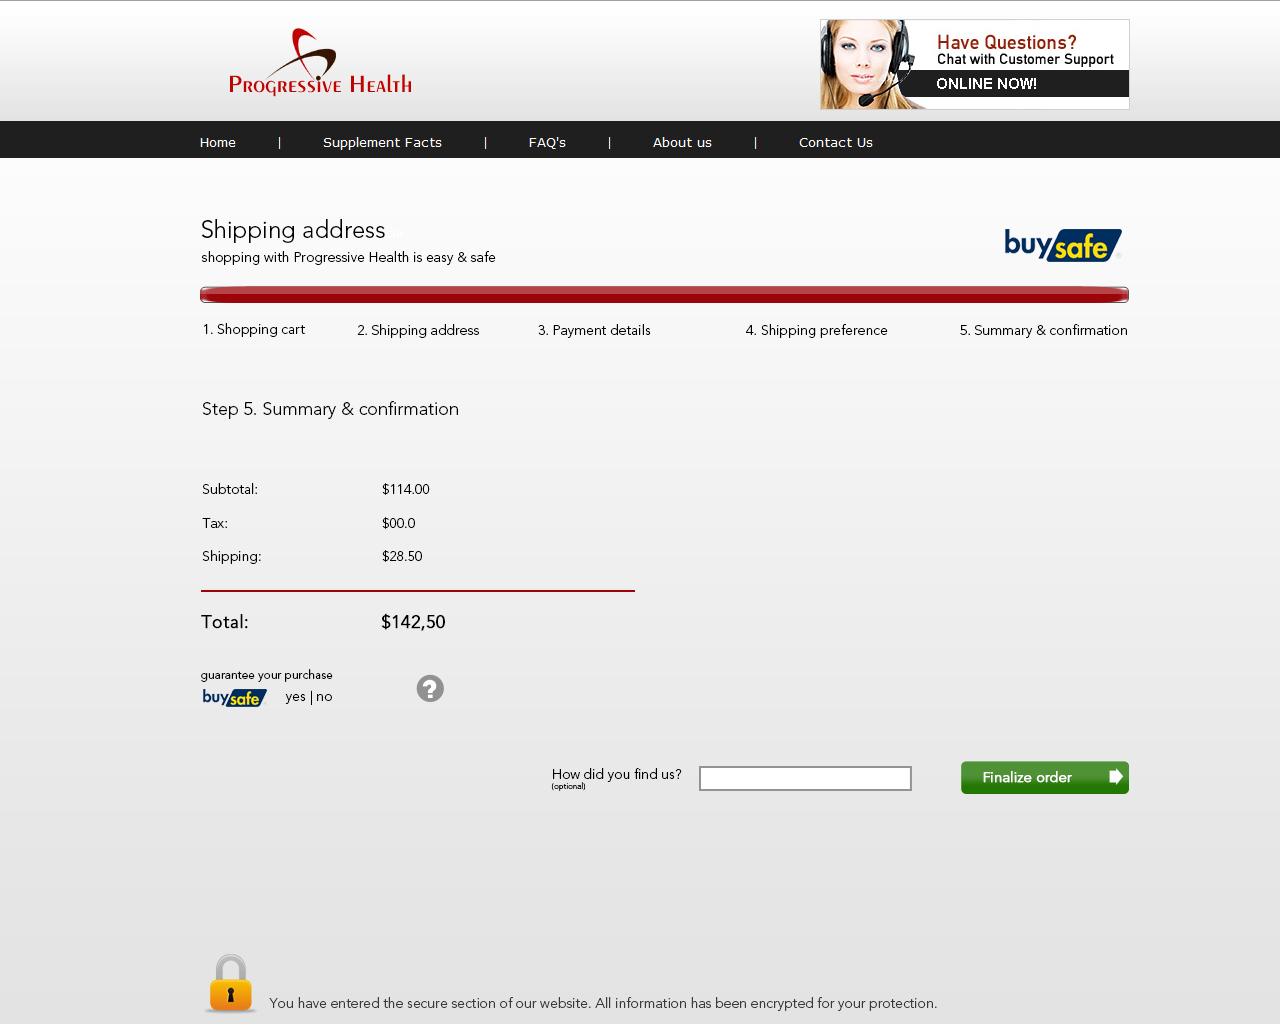 Progressive Health
Have Questions?
Chat with Customer Support
ONLINE NOW!
Home | Supplement Facts | FAQ's | About us | Contact Us
Shipping address
shopping with Progressive Health is easy & safe
buysafe
1. Shopping cart 2. Shipping address 3. Payment details 4. Shipping preference 5. Summary & confirmation
Step 5. Summary & confirmation
Subtotal: $114.00
Tax: $00.0
Shipping: $28.50
Total: $142,50
guarantee your purchase
buysafe yes | no ?
How did you find us?
(optional)
Finalize order
You have entered the secure section of our website. All information has been encrypted for your protection.